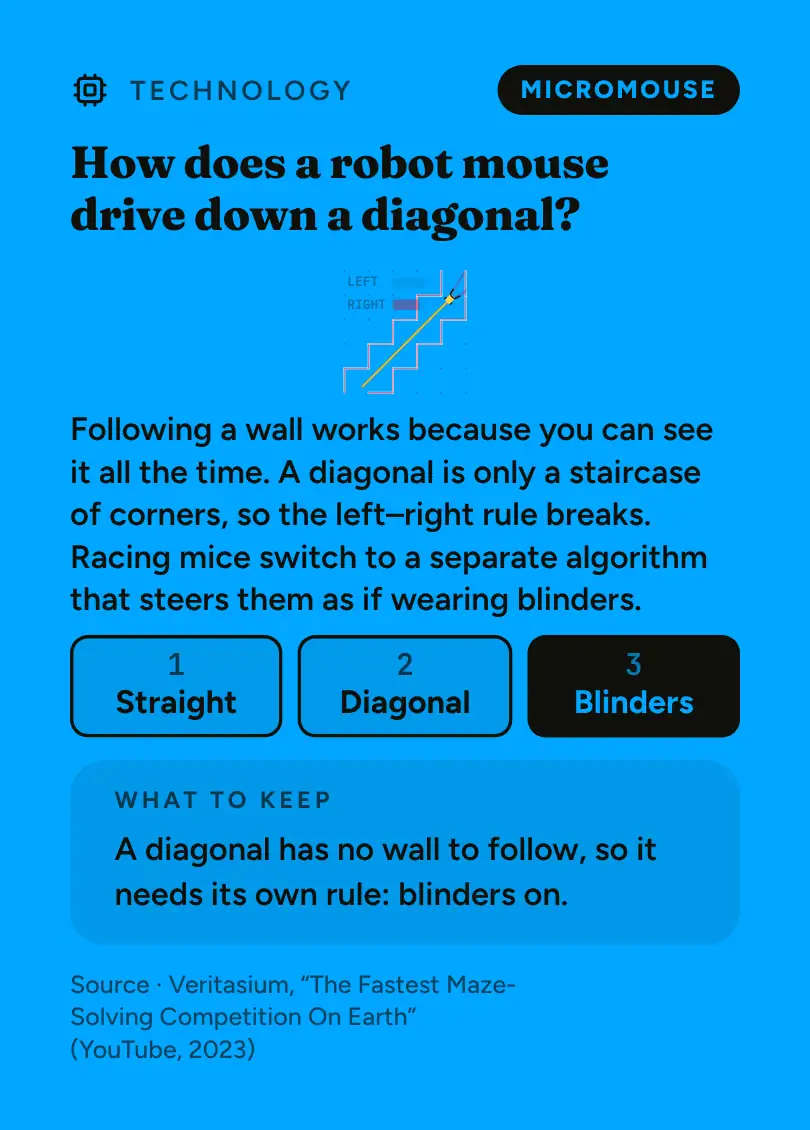 TECHNOLOGY
MICROMOUSE
How does a robot mouse
drive down a diagonal?
LEFT
RIGHT
Following a wall works because you can see
it all the time. A diagonal is only a staircase
of corners, so the left–right rule breaks.
Racing mice switch to a separate algorithm
that steers them as if wearing blinders.
1
Straight
2
Diagonal
3
Blinders
WHAT TO KEEP
A diagonal has no wall to follow, so it
needs its own rule: blinders on.
Source · Veritasium, “The Fastest Maze-
Solving Competition On Earth”
(YouTube, 2023)